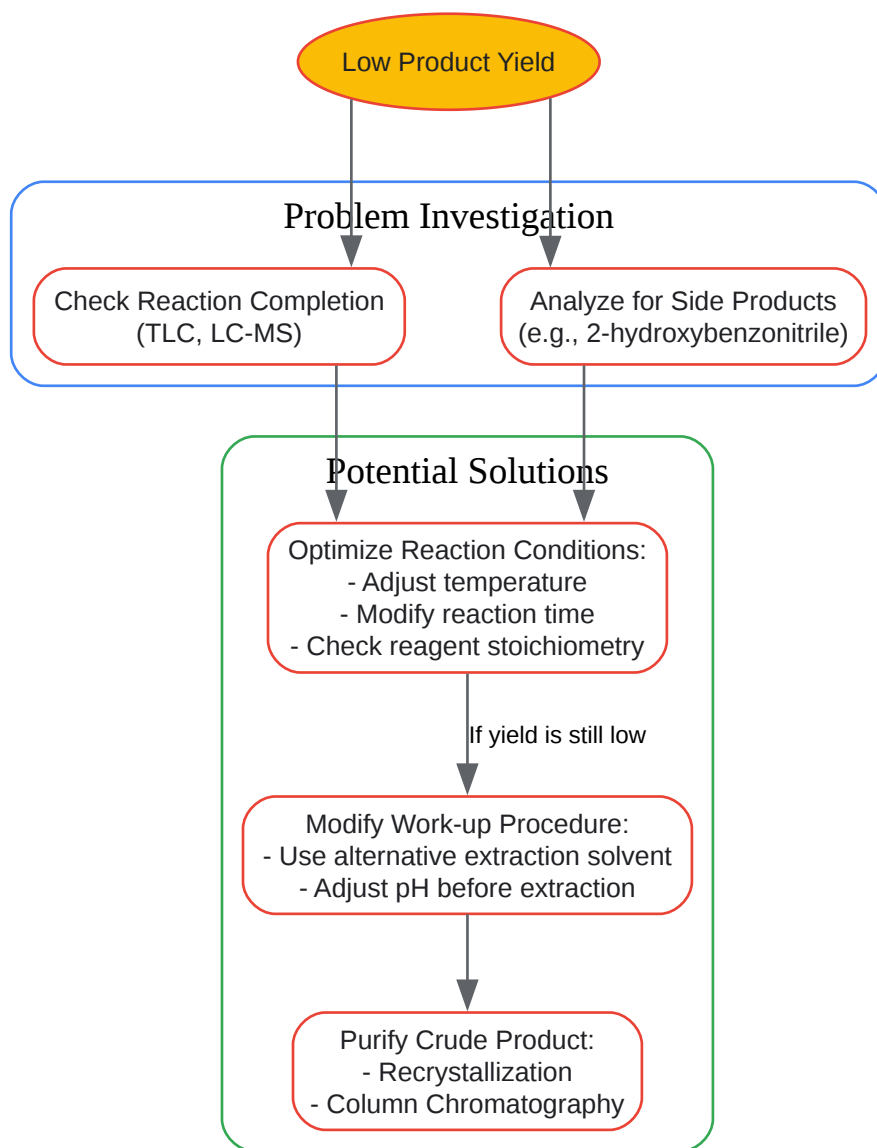 Low Product Yield
Problem Investigation
Check Reaction Completion
(TLC, LC-MS)
Analyze for Side Products
(e.g., 2-hydroxybenzonitrile)
Potential Solutions
Optimize Reaction Conditions:
- Adjust temperature
- Modify reaction time
- Check reagent stoichiometry
If yield is still low
Modify Work-up Procedure:
- Use alternative extraction solvent
- Adjust pH before extraction
Purify Crude Product:
- Recrystallization
- Column Chromatography